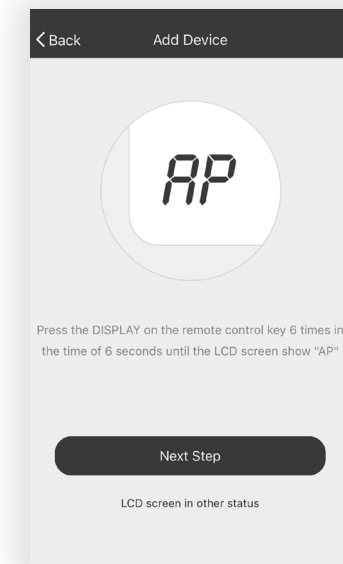 Back
Add Device
AP
Press the DISPLAY on the remote control key 6 times in
the time of 6 seconds until the LCD screen show "AP"
Next Step
LCD screen in other status